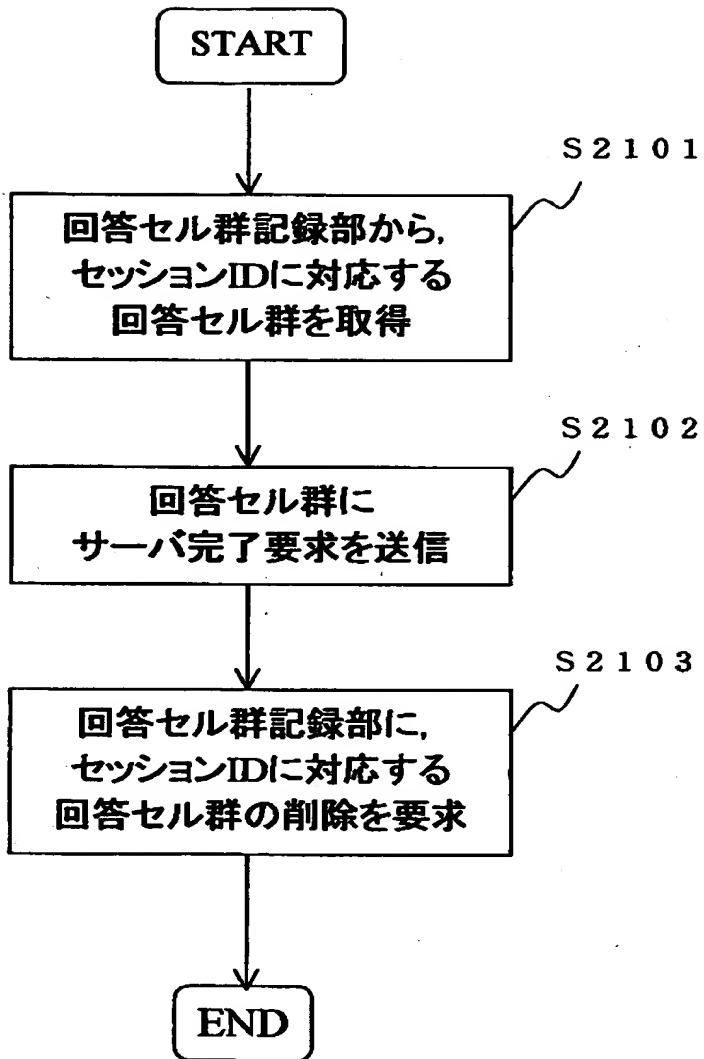 START
S2101
回答セル群記録部から,
セッションIDに対応する
回答セル群を取得
S2102
回答セル群に
サーバ完了要求を送信
S2103
回答セル群記録部に,
セッションIDに対応する
回答セル群の削除を要求
END